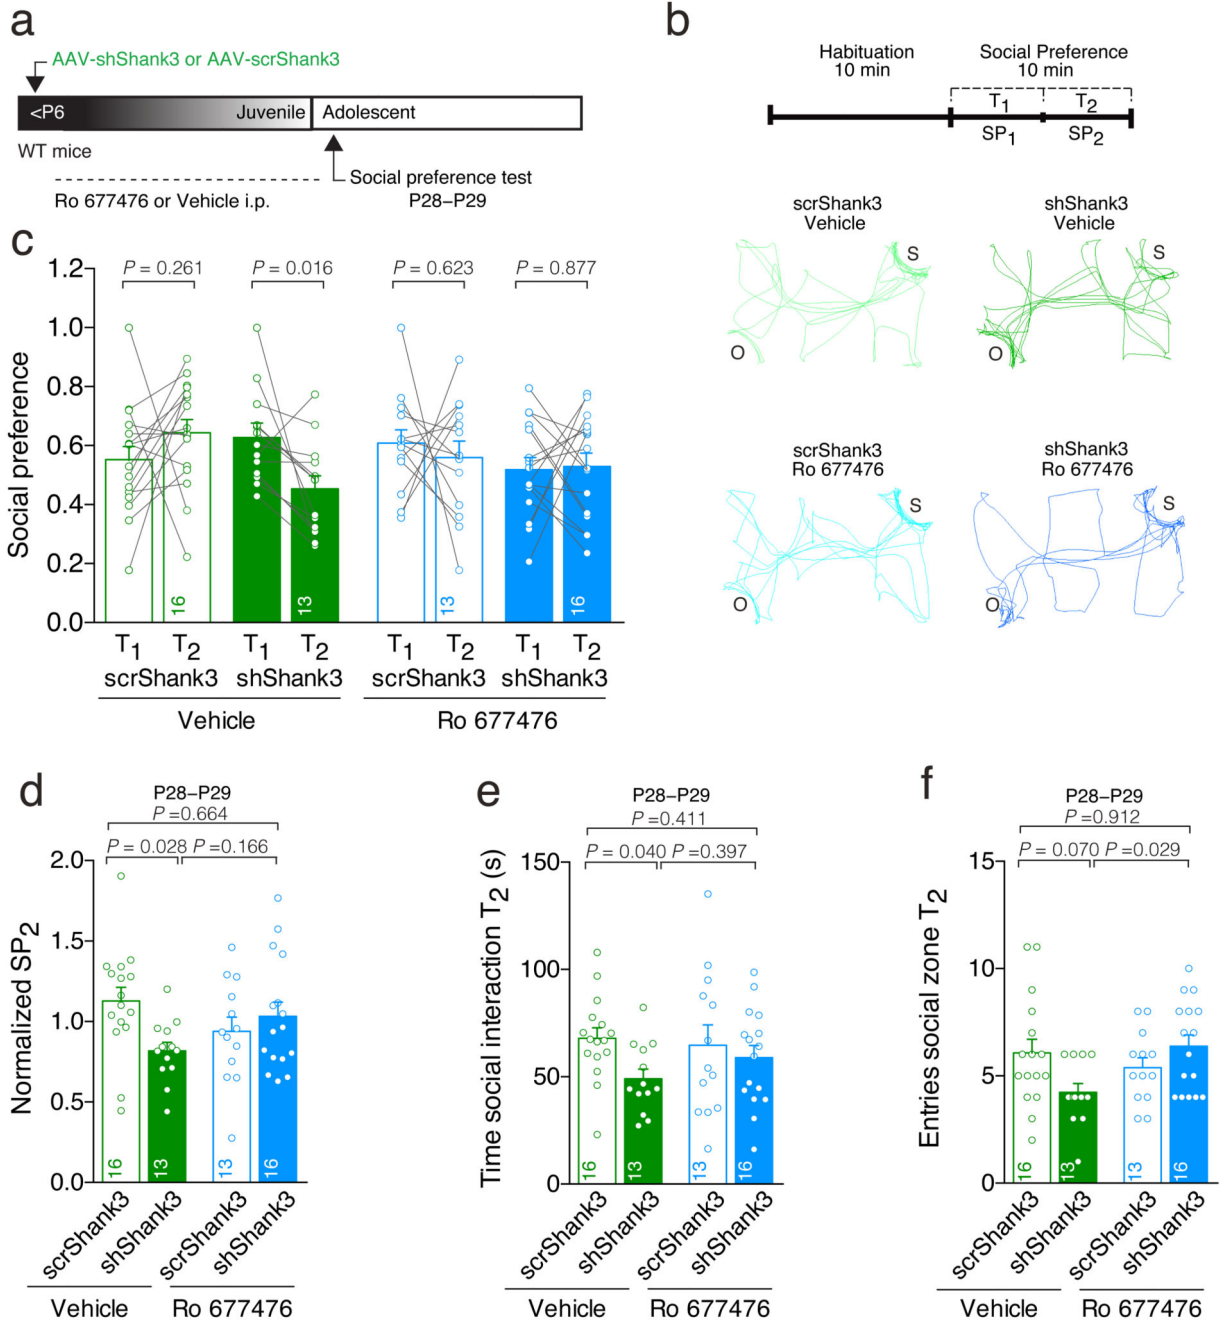 a
AAV-shShank3 or AAV-scrShank3
<P6
Juvenile
Adolescent
WT mice
Social preference test
Ro 677476 or Vehicle i.p.
P28–P29
b
Habituation
10 min
Social Preference
10 min
T1
T2
SP1
SP2
scrShank3
Vehicle
S
O
shShank3
Vehicle
S
O
scrShank3
Ro 677476
S
O
shShank3
Ro 677476
S
O
c
Social preference
1.2
1.0
0.8
0.6
0.4
0.2
0.0
P = 0.261
P = 0.016
P = 0.623
P = 0.877
16
13
13
16
T1 T2 T1 T2 T1 T2 T1 T2
scrShank3 shShank3 scrShank3 shShank3
Vehicle Ro 677476
d
P28–P29
P =0.664
P = 0.028 P =0.166
Normalized SP2
2.0
1.5
1.0
0.5
0.0
16 13 13 16
scrShank3 shShank3 scrShank3 shShank3
Vehicle Ro 677476
e
P28–P29
P =0.411
P = 0.040 P =0.397
Time social interaction T2 (s)
150
100
50
0
16 13 13 16
scrShank3 shShank3 scrShank3 shShank3
Vehicle Ro 677476
f
P28–P29
P =0.912
P = 0.070 P =0.029
Entries social zone T2
15
10
5
0
16 13 13 16
scrShank3 shShank3 scrShank3 shShank3
Vehicle Ro 677476